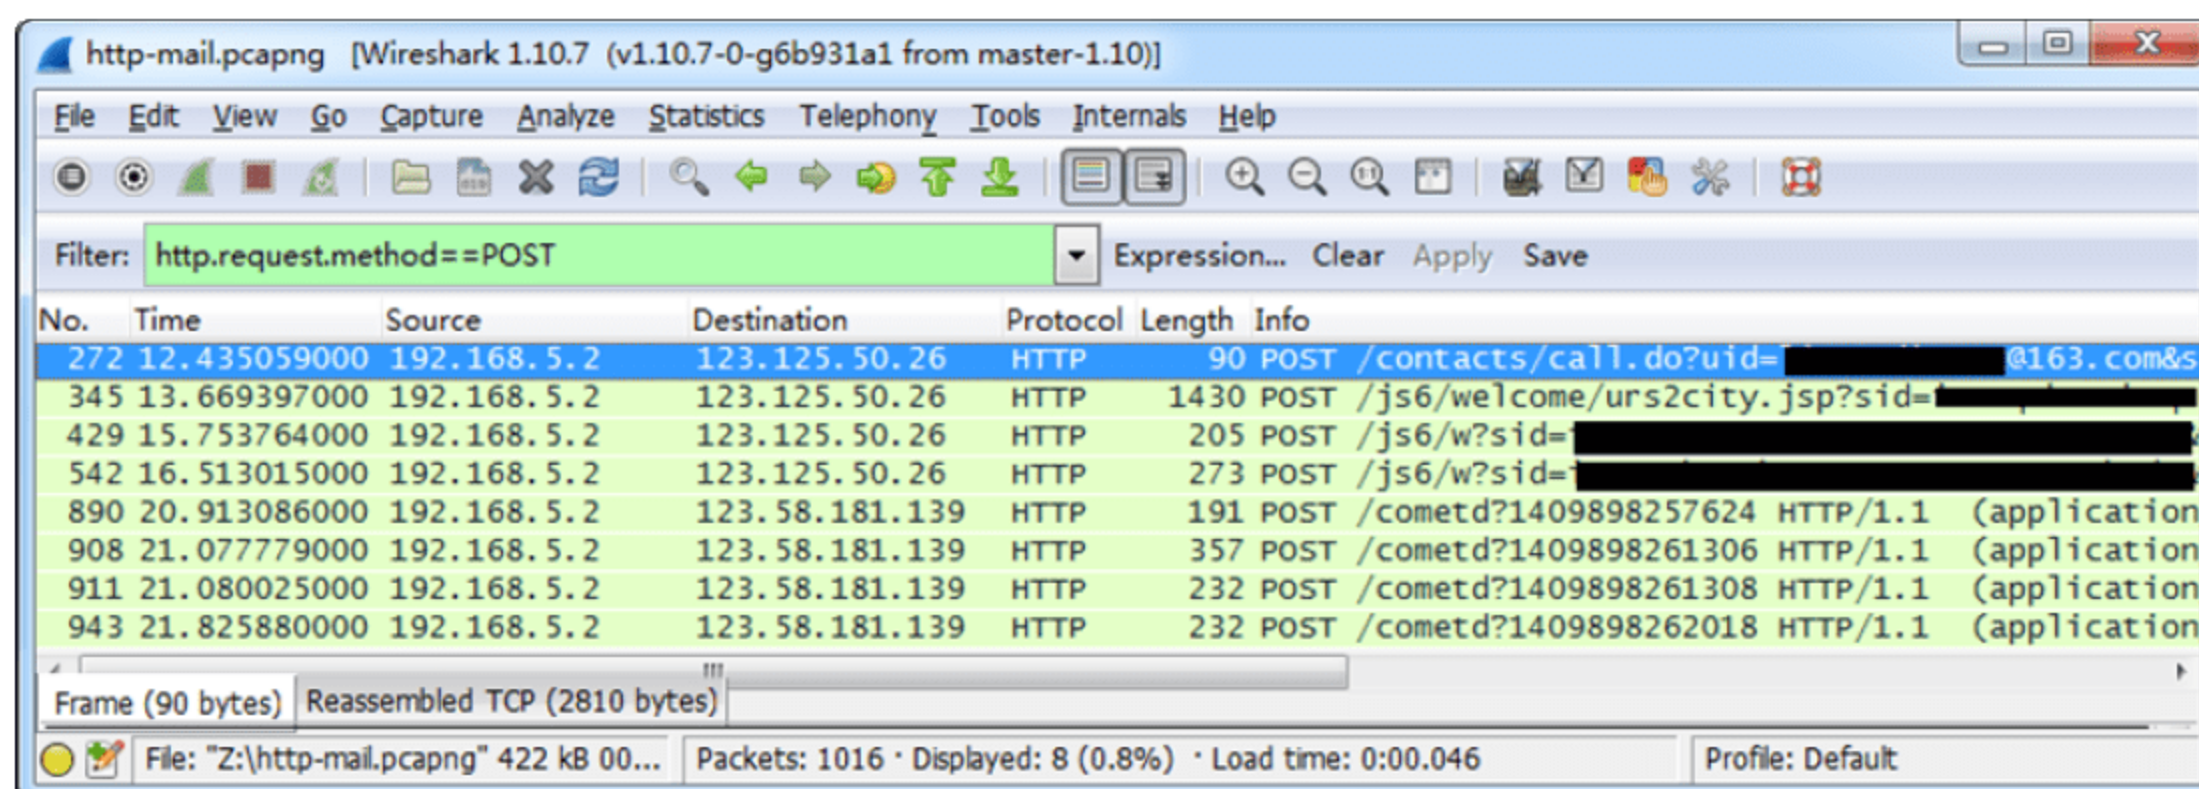 http-mail.pcapng [Wireshark 1.10.7 (v1.10.7-0-g6b931a1 from master-1.10)]
File Edit View Go Capture Analyze Statistics Telephony Tools Internals Help
Filter: http.request.method==POST Expression... Clear Apply Save
No. Time Source Destination Protocol Length Info
272 12.435059000 192.168.5.2 123.125.50.26 HTTP 90 POST /contacts/call.do?uid= @163.com&s
345 13.669397000 192.168.5.2 123.125.50.26 HTTP 1430 POST /js6/welcome/urs2city.jsp?sid=
429 15.753764000 192.168.5.2 123.125.50.26 HTTP 205 POST /js6/w?sid=
542 16.513015000 192.168.5.2 123.125.50.26 HTTP 273 POST /js6/w?sid=
890 20.913086000 192.168.5.2 123.58.181.139 HTTP 191 POST /cometd?1409898257624 HTTP/1.1 (application
908 21.077779000 192.168.5.2 123.58.181.139 HTTP 357 POST /cometd?1409898261306 HTTP/1.1 (application
911 21.080025000 192.168.5.2 123.58.181.139 HTTP 232 POST /cometd?1409898261308 HTTP/1.1 (application
943 21.825880000 192.168.5.2 123.58.181.139 HTTP 232 POST /cometd?1409898262018 HTTP/1.1 (application
Frame (90 bytes) Reassembled TCP (2810 bytes)
File: "Z:\http-mail.pcapng" 422 kB 00... Packets: 1016 · Displayed: 8 (0.8%) · Load time: 0:00.046 Profile: Default